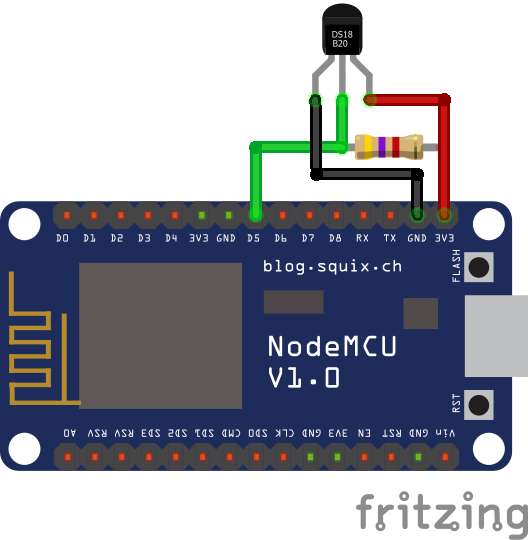 DS18
B20
D0 D1 D2 D3 D4 3V3 GND D5 D6 D7 D8 RX TX GND 3V3
blog.squix.ch
FLASH
NodeMCU
V1.0
RST
A0 RSV RSV SD3 SD2 SD1 CMD SD0 CLK GND 3V3 EN RST GND Vin
fritzing